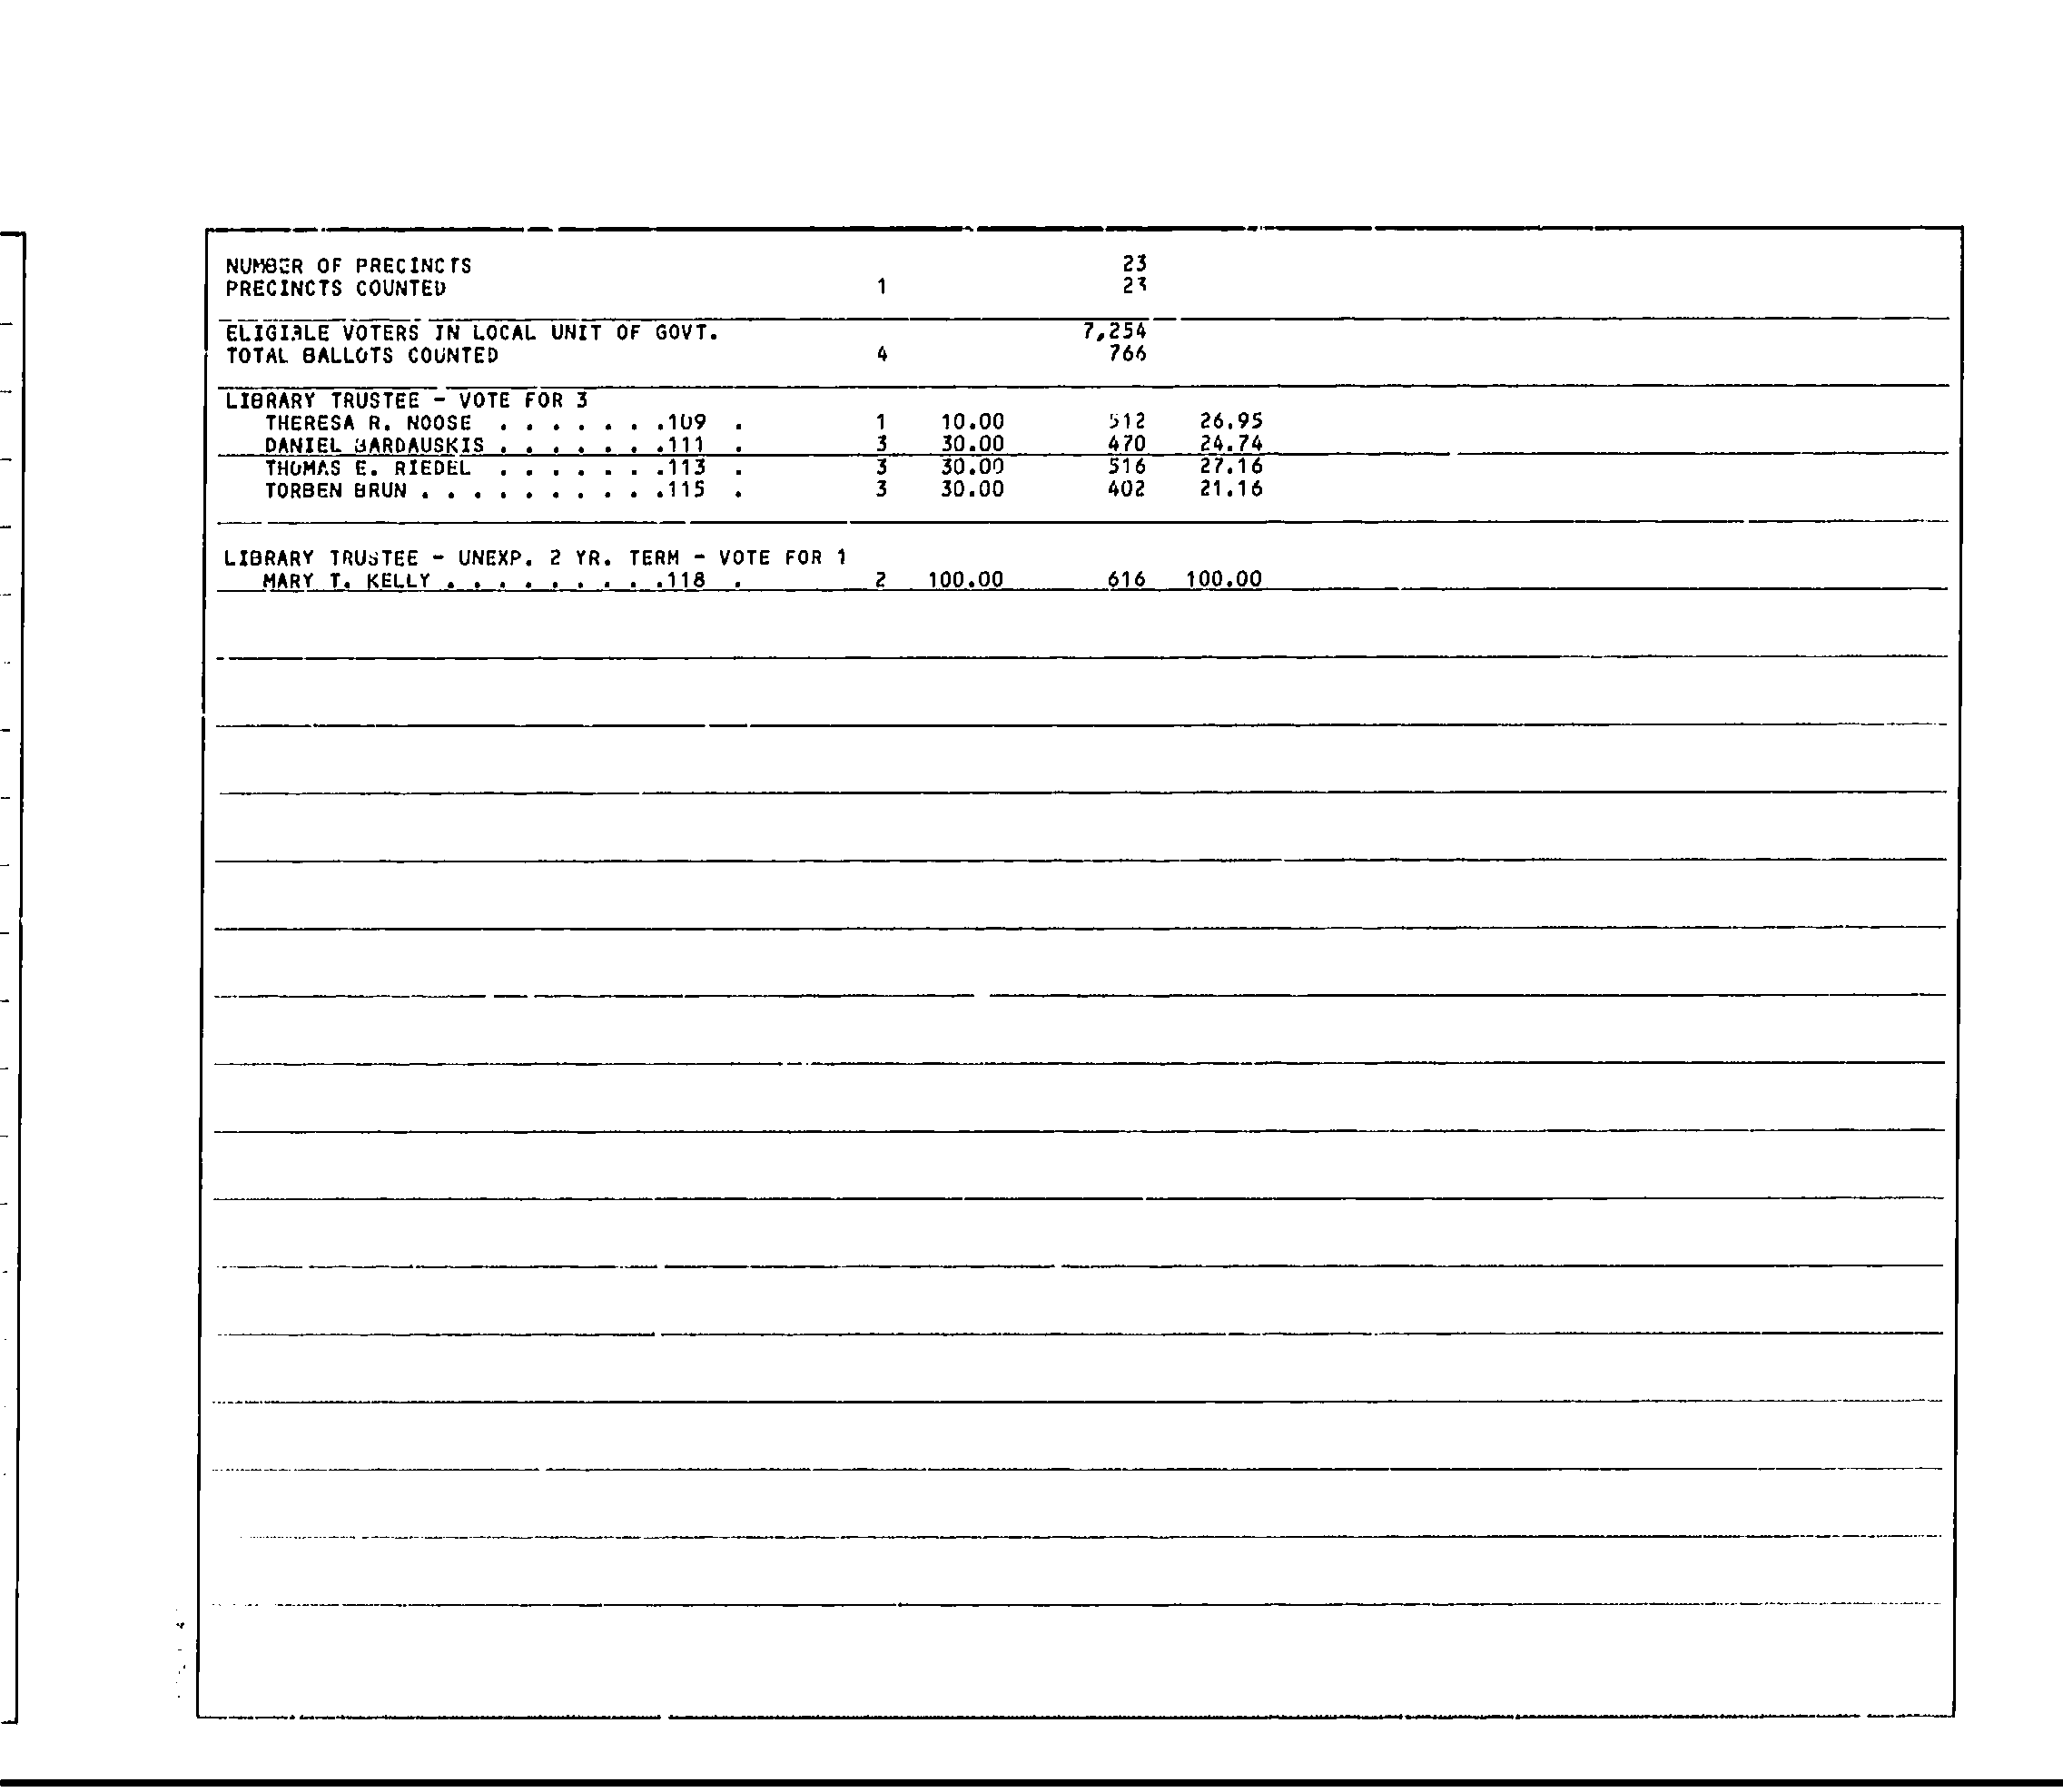 NUMBER OF PRECINCTS 23
PRECINCTS COUNTED 1 23
ELIGIBLE VOTERS IN LOCAL UNIT OF GOVT. 7,254
TOTAL BALLOTS COUNTED 4 766
LIBRARY TRUSTEE - VOTE FOR 3
THERESA R. NOOSE . . . . . . .109 . 1 10.00 512 26.95
DANIEL BARDAUSKIS . . . . . . .111 . 3 30.00 470 24.74
THOMAS E. RIEDEL . . . . . . .113 . 3 30.00 516 27.16
TORBEN BRUN . . . . . . . . . .115 . 3 30.00 402 21.16
LIBRARY TRUSTEE - UNEXP. 2 YR. TERM - VOTE FOR 1
MARY T. KELLY . . . . . . . . .118 . 2 100.00 616 100.00